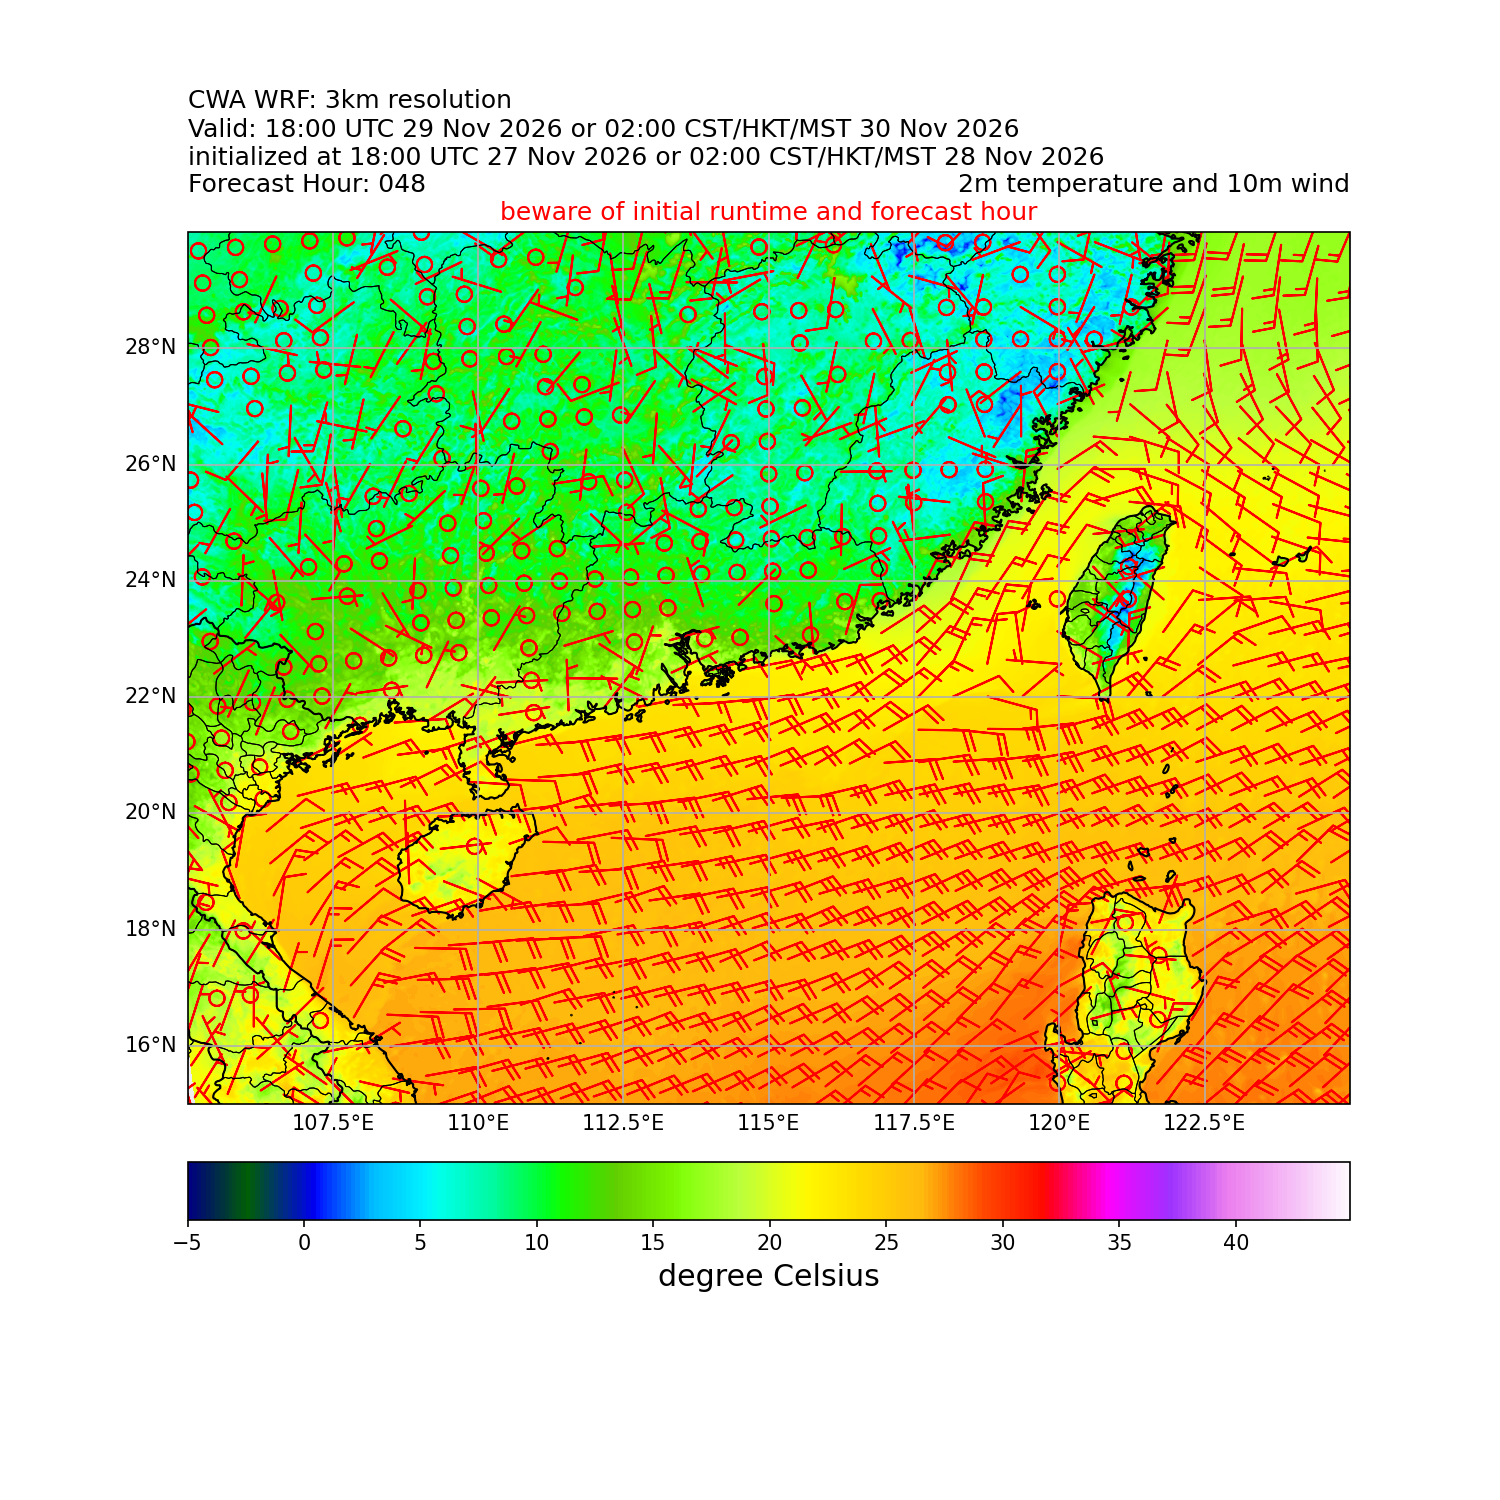 CWA WRF: 3km resolution
Valid: 18:00 UTC 29 Nov 2026 or 02:00 CST/HKT/MST 30 Nov 2026
initialized at 18:00 UTC 27 Nov 2026 or 02:00 CST/HKT/MST 28 Nov 2026
Forecast Hour: 048 2m temperature and 10m wind
beware of initial runtime and forecast hour
28°N
26°N
24°N
22°N
20°N
18°N
16°N
107.5°E 110°E 112.5°E 115°E 117.5°E 120°E 122.5°E
−5 0 5 10 15 20 25 30 35 40
degree Celsius